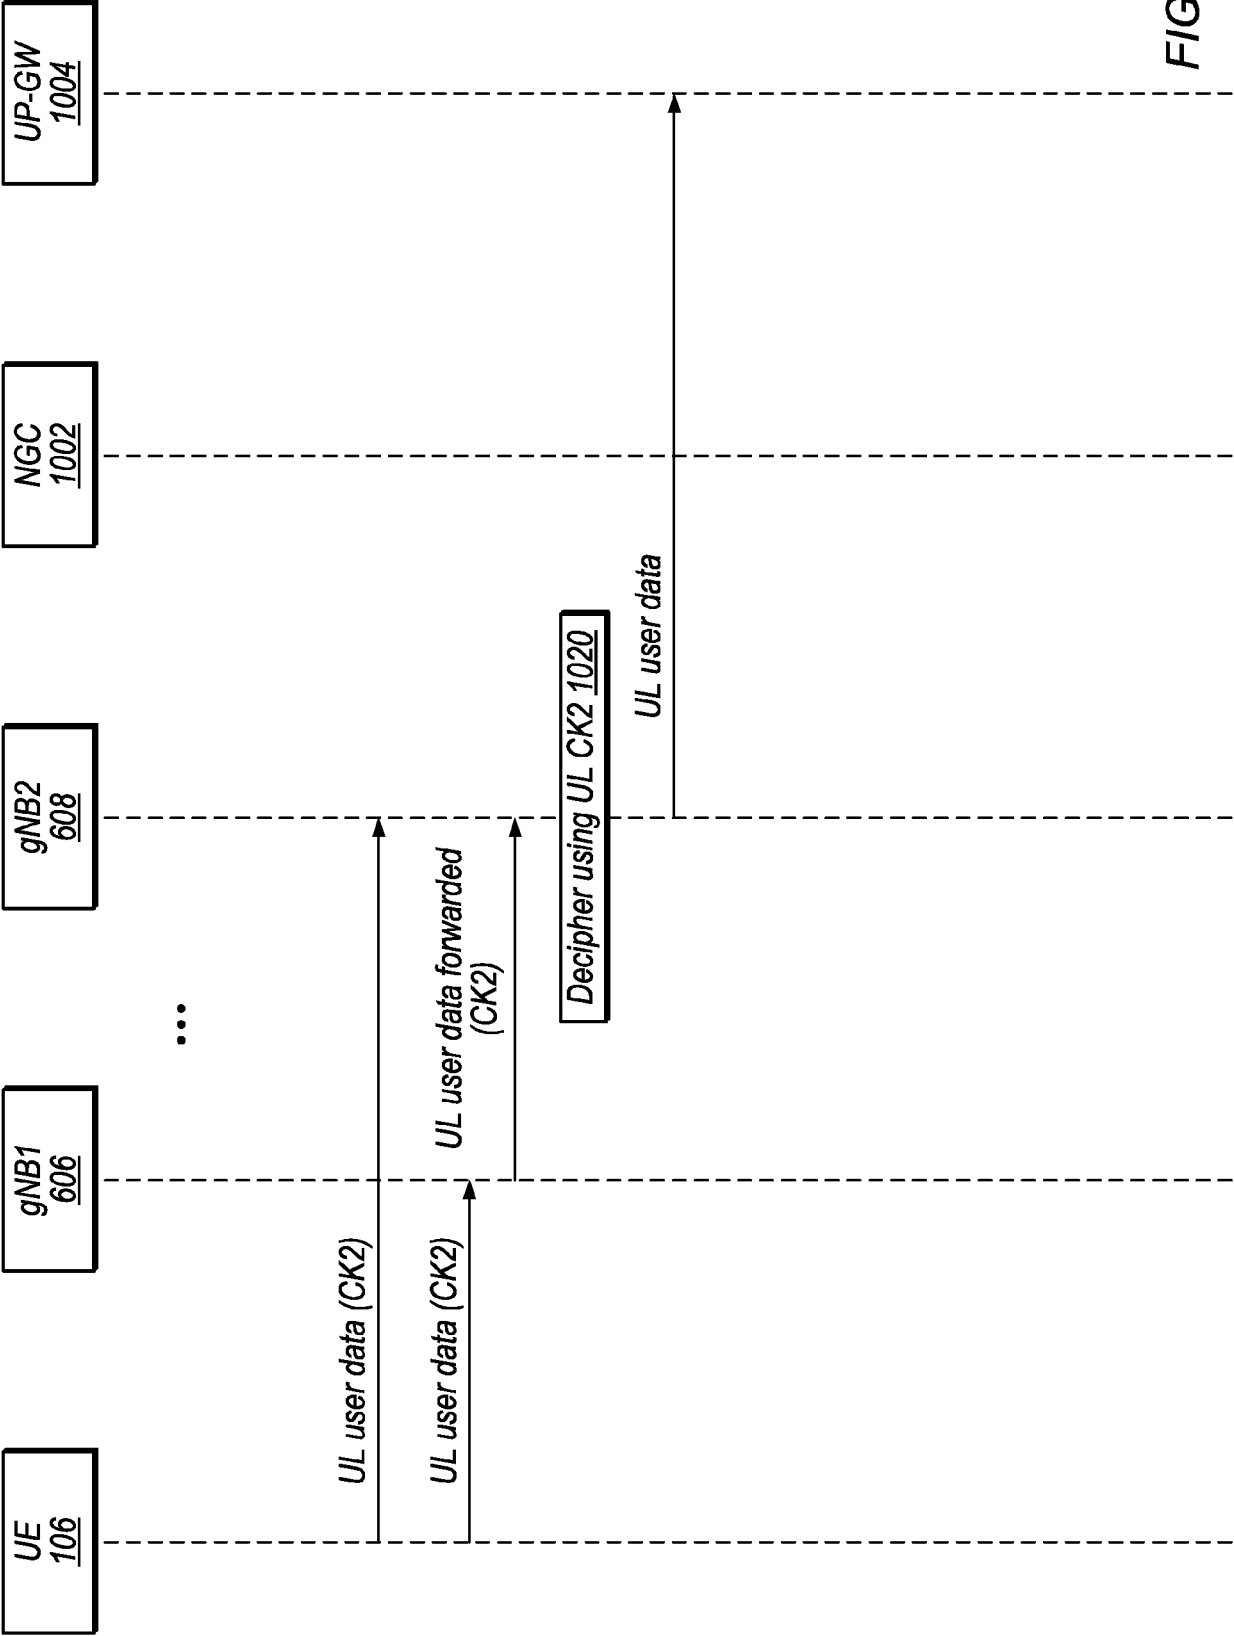 UE
106
gNB1
606
gNB2
608
NGC
1002
UP-GW
1004
...
UL user data (CK2)
UL user data (CK2)
UL user data forwarded
(CK2)
Decipher using UL CK2 1020
UL user data
FIG